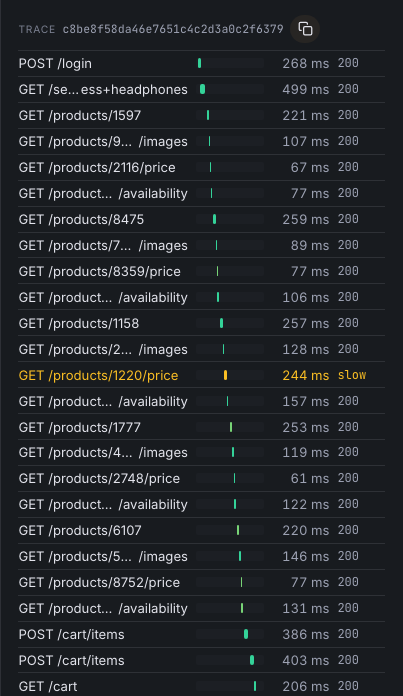 TRACE c8be8f58da46e7651c4c2d3a0c2f6379
POST /login 268 ms 200
GET /se...ess+headphones 499 ms 200
GET /products/1597 221 ms 200
GET /products/9... /images 107 ms 200
GET /products/2116/price 67 ms 200
GET /product... /availability 77 ms 200
GET /products/8475 259 ms 200
GET /products/7... /images 89 ms 200
GET /products/8359/price 77 ms 200
GET /product... /availability 106 ms 200
GET /products/1158 257 ms 200
GET /products/2... /images 128 ms 200
GET /products/1220/price 244 ms slow
GET /product... /availability 157 ms 200
GET /products/1777 253 ms 200
GET /products/4... /images 119 ms 200
GET /products/2748/price 61 ms 200
GET /product... /availability 122 ms 200
GET /products/6107 220 ms 200
GET /products/5... /images 146 ms 200
GET /products/8752/price 77 ms 200
GET /product... /availability 131 ms 200
POST /cart/items 386 ms 200
POST /cart/items 403 ms 200
GET /cart 206 ms 200